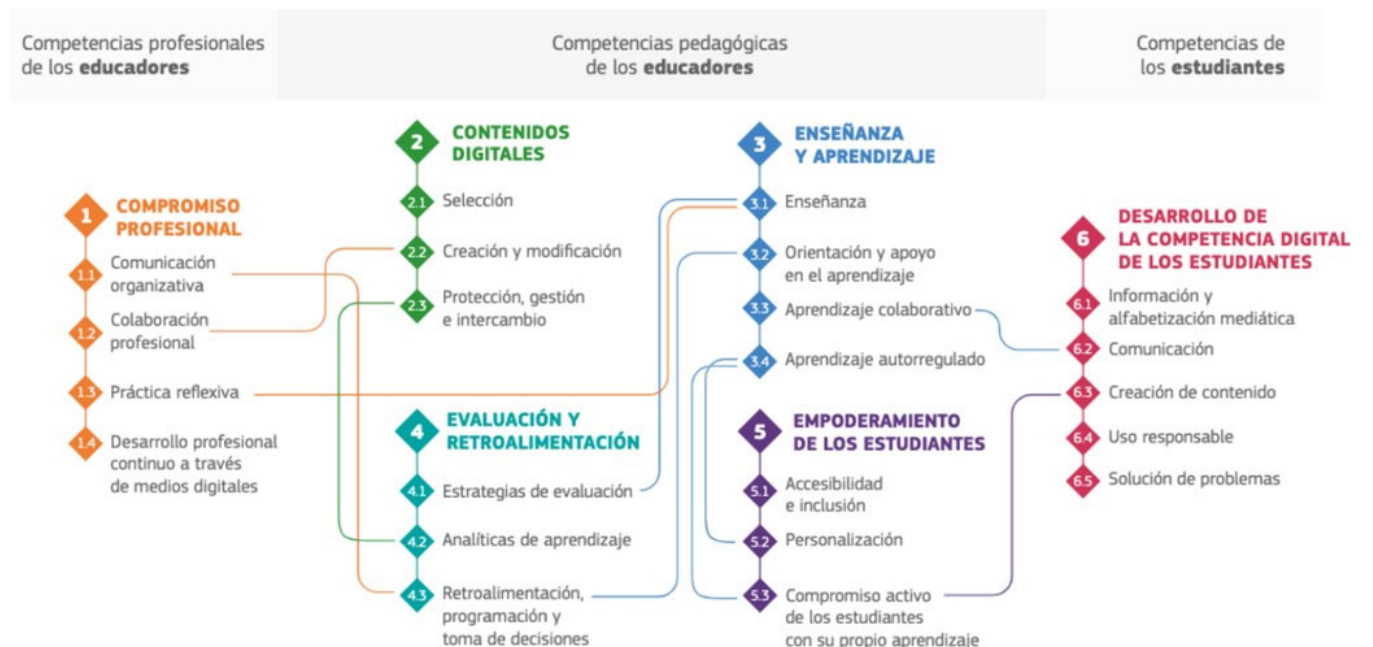 Competencias profesionales
de los educadores
Competencias pedagógicas
de los educadores
Competencias de
los estudiantes
1
COMPROMISO
PROFESIONAL
1.1
Comunicación
organizativa
1.2
Colaboración
profesional
1.3
Práctica reflexiva
1.4
Desarrollo profesional
continuo a través
de medios digitales
2
CONTENIDOS
DIGITALES
2.1
Selección
2.2
Creación y modificación
2.3
Protección, gestión
e intercambio
4
EVALUACIÓN Y
RETROALIMENTACIÓN
4.1
Estrategias de evaluación
4.2
Analíticas de aprendizaje
4.3
Retroalimentación,
programación y
toma de decisiones
3
ENSEÑANZA
Y APRENDIZAJE
3.1
Enseñanza
3.2
Orientación y apoyo
en el aprendizaje
3.3
Aprendizaje colaborativo
3.4
Aprendizaje autorregulado
5
EMPODERAMIENTO
DE LOS ESTUDIANTES
5.1
Accesibilidad
e inclusión
5.2
Personalización
5.3
Compromiso activo
de los estudiantes
con su propio aprendizaje
6
DESARROLLO DE
LA COMPETENCIA DIGITAL
DE LOS ESTUDIANTES
6.1
Información y
alfabetización mediática
6.2
Comunicación
6.3
Creación de contenido
6.4
Uso responsable
6.5
Solución de problemas